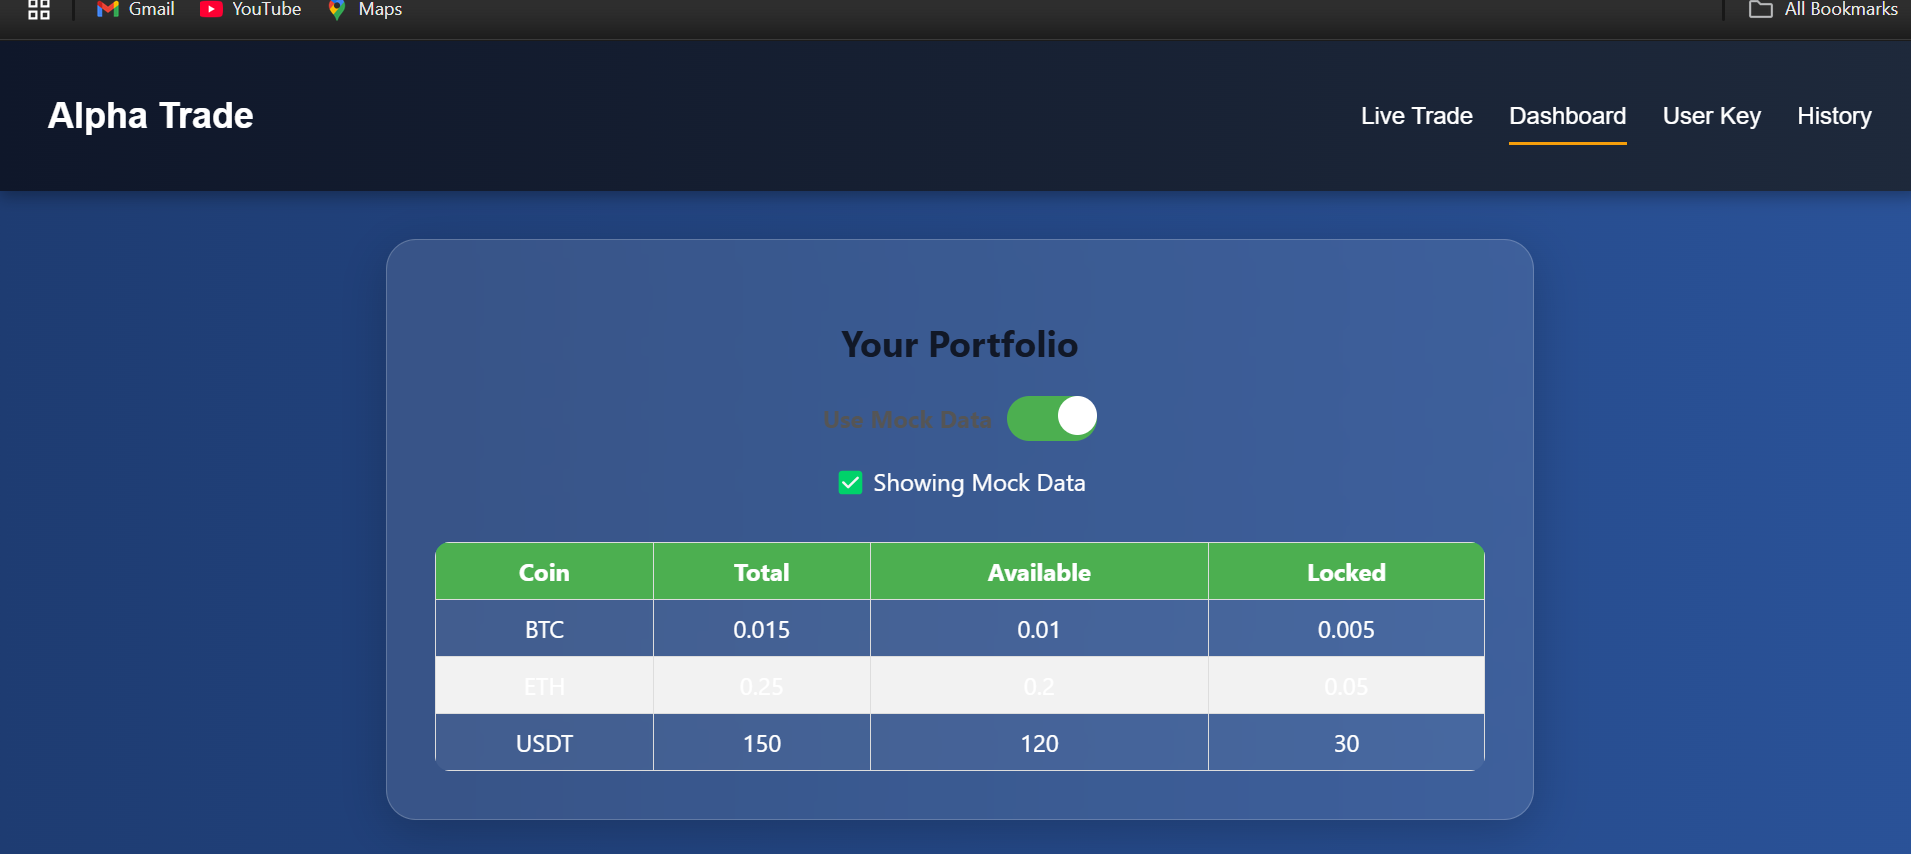 Gmail YouTube Maps All Bookmarks
Alpha Trade Live Trade Dashboard User Key History
Your Portfolio
Use Mock Data
Showing Mock Data
Coin Total Available Locked
BTC 0.015 0.01 0.005
ETH 0.25 0.2 0.05
USDT 150 120 30